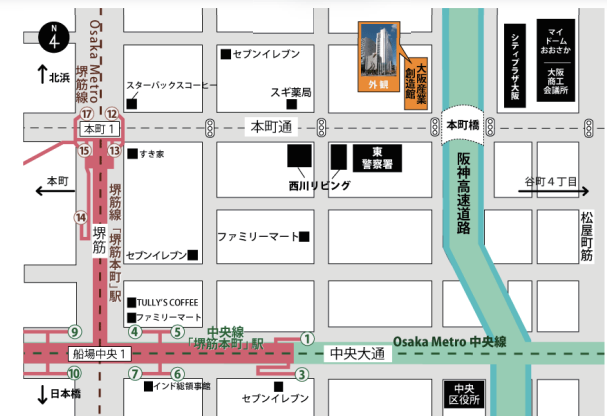 N
4
北浜
Osaka Metro
堺筋線
セブンイレブン
スターバックスコーヒー
スギ薬局
外観
大阪産業
創造館
シティプラザ大阪
マイ
ドーム
おおさか
大阪
商工
会議所
⑰
⑫
本町1
本町通
本町橋
⑮
⑬
すき家
西川リビング
東
警察署
本町
谷町4丁目
⑭
堺筋
堺筋線「堺筋本町」駅
阪神高速道路
松屋町筋
ファミリーマート
セブンイレブン
TULLY'S COFFEE
ファミリーマート
⑨
④
⑤
中央線
「堺筋本町」駅
①
Osaka Metro 中央線
船場中央1
中央大通
⑩
⑦
⑥
③
日本橋
インド総領事館
セブンイレブン
中央
区役所